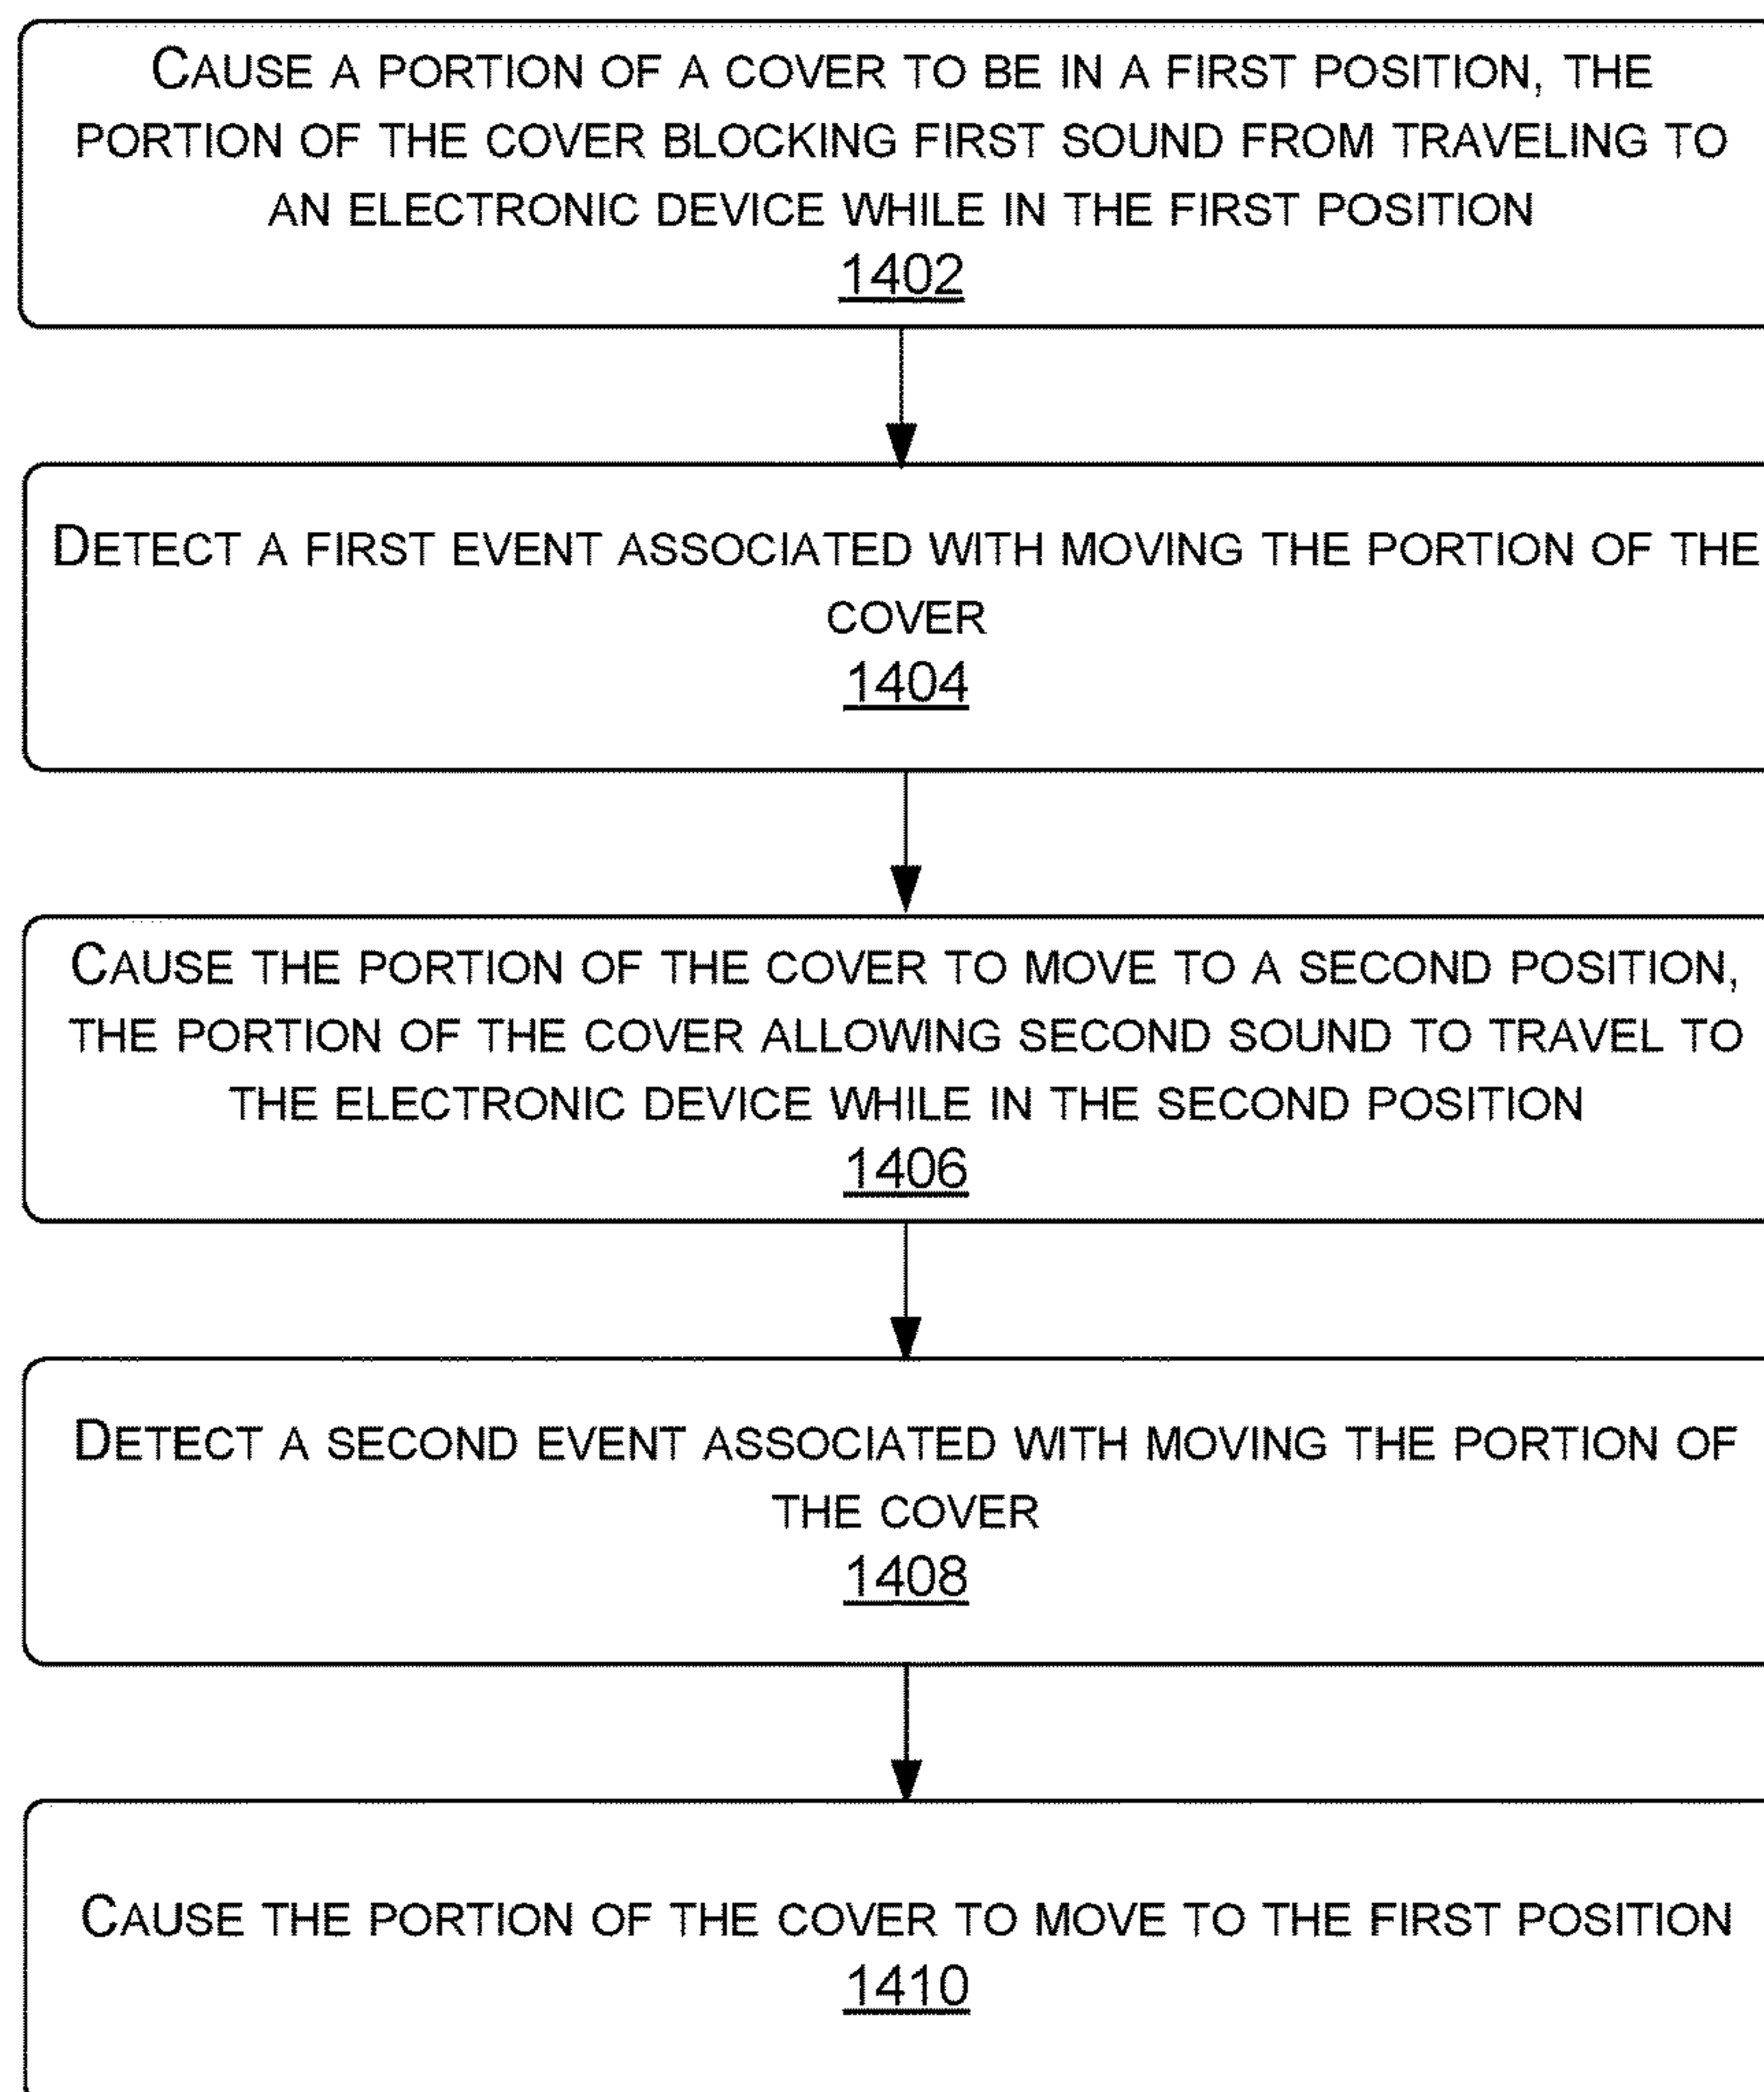 CAUSE A PORTION OF A COVER TO BE IN A FIRST POSITION, THE
PORTION OF THE COVER BLOCKING FIRST SOUND FROM TRAVELING TO
AN ELECTRONIC DEVICE WHILE IN THE FIRST POSITION
1402
DETECT A FIRST EVENT ASSOCIATED WITH MOVING THE PORTION OF THE
COVER
1404
CAUSE THE PORTION OF THE COVER TO MOVE TO A SECOND POSITION,
THE PORTION OF THE COVER ALLOWING SECOND SOUND TO TRAVEL TO
THE ELECTRONIC DEVICE WHILE IN THE SECOND POSITION
1406
DETECT A SECOND EVENT ASSOCIATED WITH MOVING THE PORTION OF
THE COVER
1408
CAUSE THE PORTION OF THE COVER TO MOVE TO THE FIRST POSITION
1410